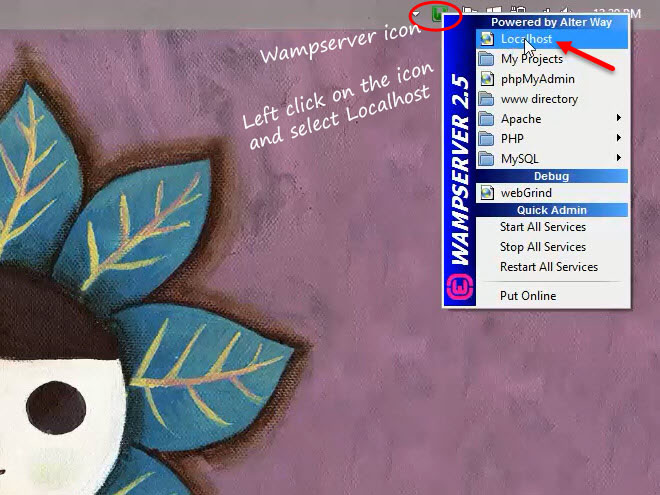 Wampserver icon
Left click on the icon
and select Localhost
Powered by Alter Way
Localhost
My Projects
phpMyAdmin
www directory
Apache
PHP
MySQL
Debug
webGrind
Quick Admin
Start All Services
Stop All Services
Restart All Services
Put Online
WAMPSERVER 2.5